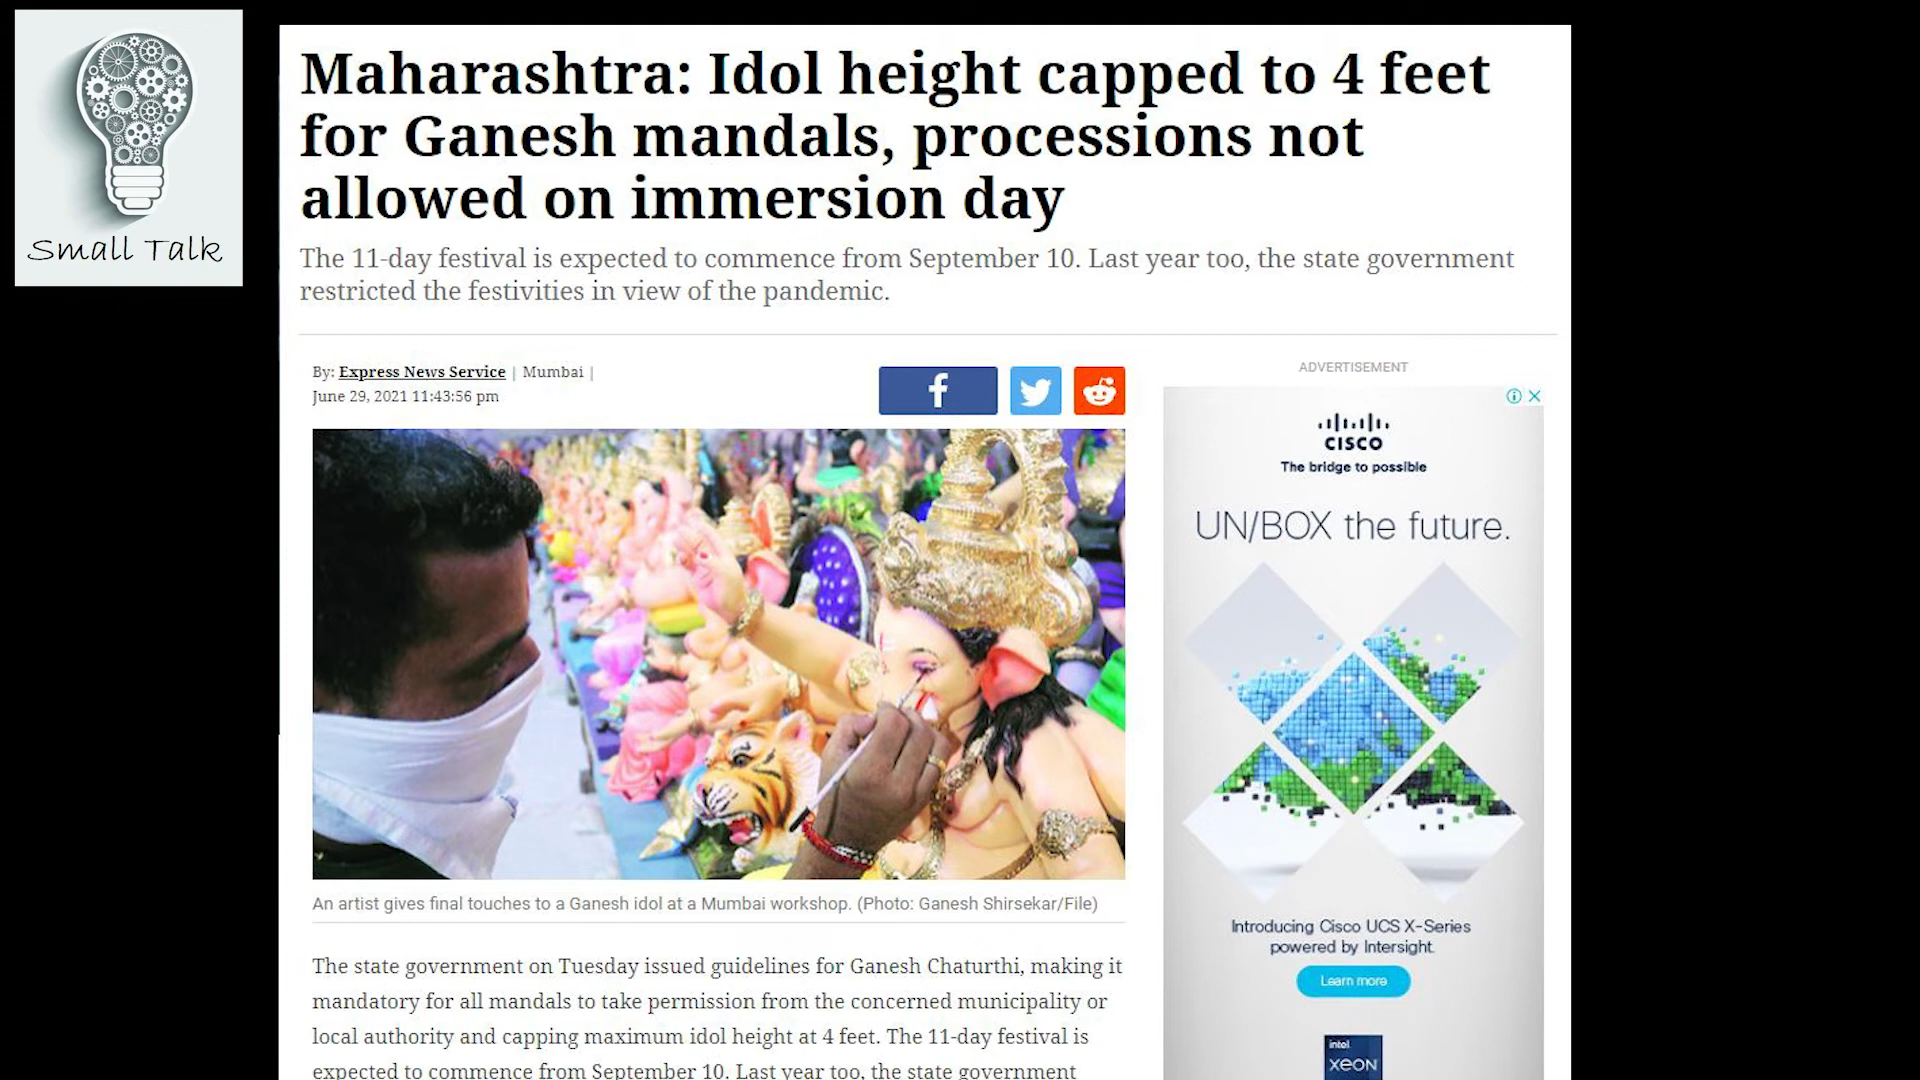 Small Talk
Maharashtra: Idol height capped to 4 feet
for Ganesh mandals, processions not
allowed on immersion day
The 11-day festival is expected to commence from September 10. Last year too, the state government
restricted the festivities in view of the pandemic.
By: Express News Service | Mumbai |
June 29, 2021 11:43:56 pm
An artist gives final touches to a Ganesh idol at a Mumbai workshop. (Photo: Ganesh Shirsekar/File)
The state government on Tuesday issued guidelines for Ganesh Chaturthi, making it
mandatory for all mandals to take permission from the concerned municipality or
local authority and capping maximum idol height at 4 feet. The 11-day festival is
expected to commence from September 10. Last year too, the state government
ADVERTISEMENT
CISCO
The bridge to possible
UN/BOX the future.
Introducing Cisco UCS X-Series
powered by Intersight.
Learn more
intel
XEON